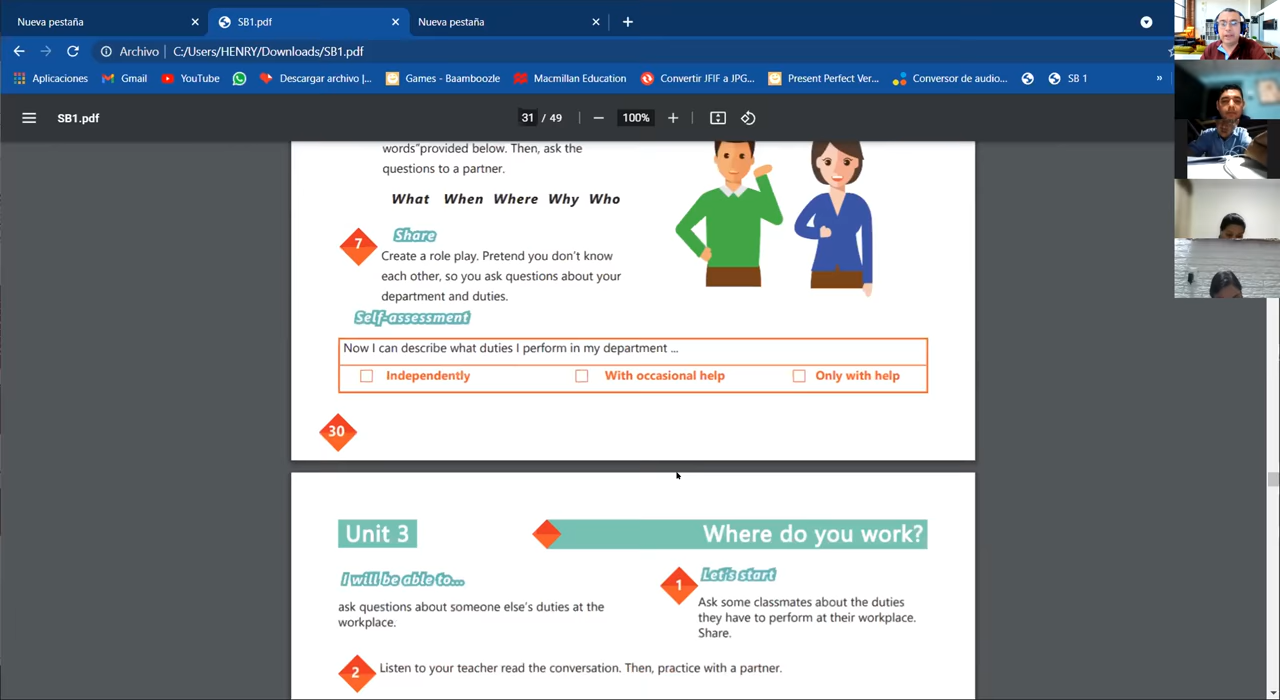 Nueva pestaña
SB1.pdf
Nueva pestaña
Archivo | C:/Users/HENRY/Downloads/SB1.pdf
Aplicaciones
Gmail
YouTube
Descargar archivo |...
Games - Baamboozle
Macmillan Education
Convertir JFIF a JPG...
Present Perfect Ver...
Conversor de audio...
SB 1
»
SB1.pdf
31 / 49
100%
words"provided below. Then, ask the
questions to a partner.
What When Where Why Who
7
Share
Create a role play. Pretend you don't know
each other, so you ask questions about your
department and duties.
Self-assessment
Now I can describe what duties I perform in my department ...
Independently
With occasional help
Only with help
30
Unit 3
Where do you work?
I will be able to...
ask questions about someone else's duties at the
workplace.
1
Let's start
Ask some classmates about the duties
they have to perform at their workplace.
Share.
2
Listen to your teacher read the conversation. Then, practice with a partner.